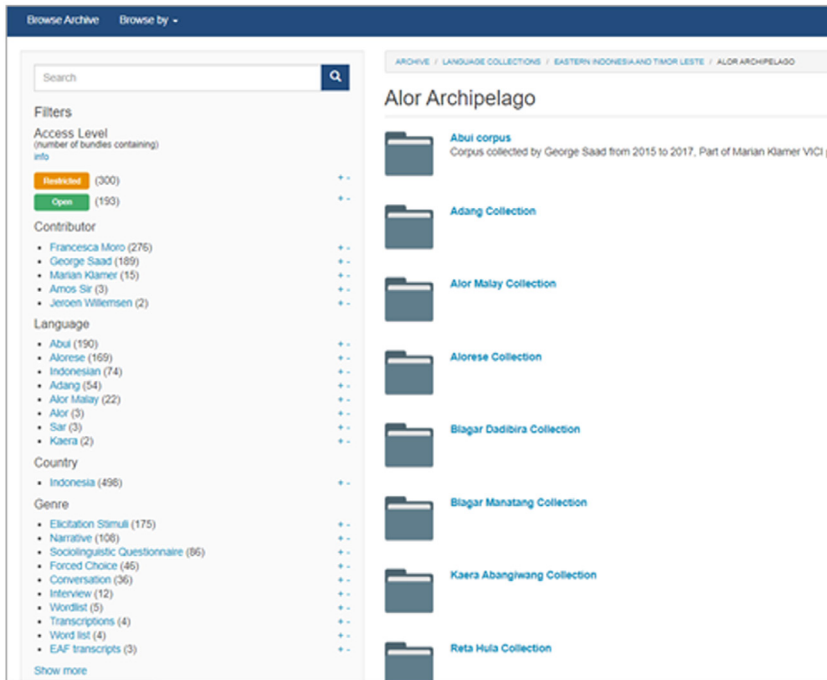 Browse Archive Browse by
Search
Filters
Access Level
(number of bundles containing)
info
Restricted (300) + -
Open (193) + -
Contributor
Francesca Moro (276) + -
George Saad (189) + -
Marian Klamer (15) + -
Amos Sir (3) + -
Jeroen Willemsen (2) + -
Language
Abui (190) + -
Alorese (169) + -
Indonesian (74) + -
Adang (54) + -
Alor Malay (22) + -
Alor (3) + -
Sar (3) + -
Kaera (2) + -
Country
Indonesia (498) + -
Genre
Elicitation Stimuli (175) + -
Narrative (108) + -
Sociolinguistic Questionnaire (86) + -
Forced Choice (46) + -
Conversation (36) + -
Interview (12) + -
Wordlist (5) + -
Transcriptions (4) + -
Word list (4) + -
EAF transcripts (3) + -
Show more
ARCHIVE / LANGUAGE COLLECTIONS / EASTERN INDONESIA AND TIMOR LESTE / ALOR ARCHIPELAGO
Alor Archipelago
Abui corpus
Corpus collected by George Saad from 2015 to 2017, Part of Marian Klamer VICI
Adang Collection
Alor Malay Collection
Alorese Collection
Blagar Dadibira Collection
Blagar Manatang Collection
Kaera Abangiwang Collection
Reta Hula Collection